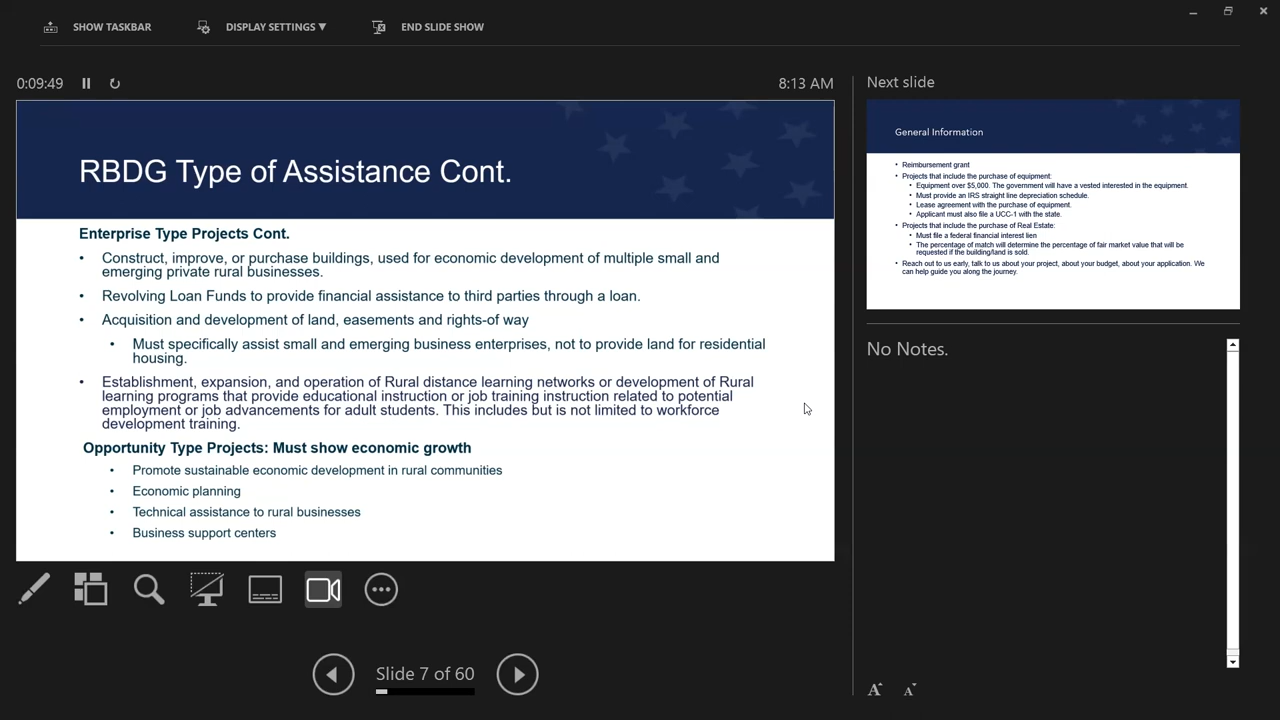 SHOW TASKBAR
DISPLAY SETTINGS ▼
END SLIDE SHOW
0:09:49
8:13 AM
RBDG Type of Assistance Cont.
Enterprise Type Projects Cont.
• Construct, improve, or purchase buildings, used for economic development of multiple small and
emerging private rural businesses.
• Revolving Loan Funds to provide financial assistance to third parties through a loan.
• Acquisition and development of land, easements and rights-of way
• Must specifically assist small and emerging business enterprises, not to provide land for residential
housing.
• Establishment, expansion, and operation of Rural distance learning networks or development of Rural
learning programs that provide educational instruction or job training instruction related to potential
employment or job advancements for adult students. This includes but is not limited to workforce
development training.
Opportunity Type Projects: Must show economic growth
• Promote sustainable economic development in rural communities
• Economic planning
• Technical assistance to rural businesses
• Business support centers
Slide 7 of 60
Next slide
General Information
• Reimbursement grant
• Projects that include the purchase of equipment:
• Equipment over $5,000. The government will have a vested interested in the equipment.
• Must provide an IRS straight line depreciation schedule.
• Lease agreement with the purchase of equipment.
• Applicant must also file a UCC-1 with the state.
• Projects that include the purchase of Real Estate:
• Must file a federal financial interest lien
• The percentage of match will determine the percentage of fair market value that will be
requested if the building/land is sold.
• Reach out to us early, talk to us about your project, about your budget, about your application. We
can help guide you along the journey.
No Notes.
A A